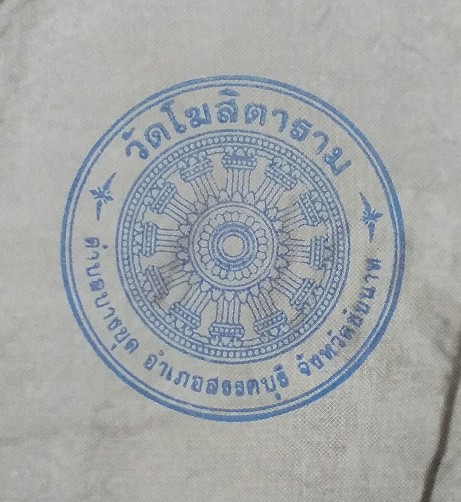 วัดโฆสิตาราม
ตำบลบางขุด อำเภอสรรคบุรี จังหวัดชัยนาท